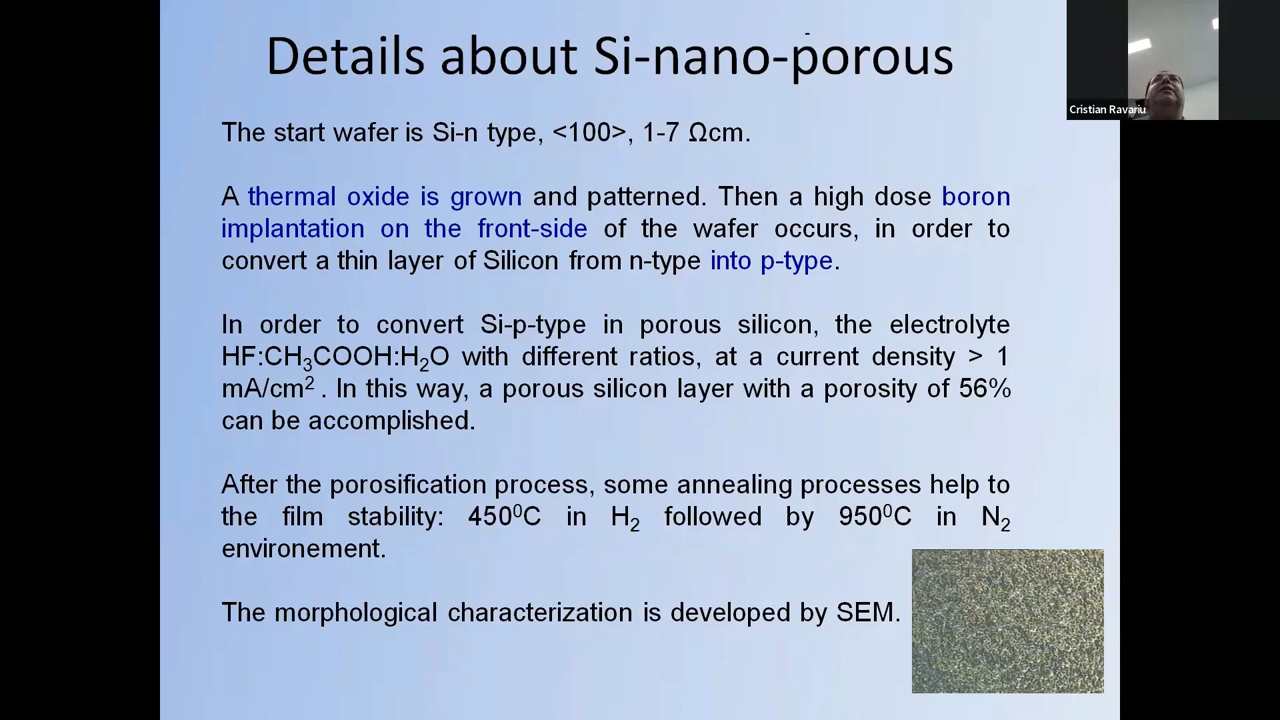 Details about Si-nano-porous
Cristian Ravariu
The start wafer is Si-n type, <100>, 1-7 Ωcm.
A thermal oxide is grown and patterned. Then a high dose boron
implantation on the front-side of the wafer occurs, in order to
convert a thin layer of Silicon from n-type into p-type.
In order to convert Si-p-type in porous silicon, the electrolyte
HF:CH₃COOH:H₂O with different ratios, at a current density > 1
mA/cm² . In this way, a porous silicon layer with a porosity of 56%
can be accomplished.
After the porosification process, some annealing processes help to
the film stability: 450⁰C in H₂ followed by 950⁰C in N₂
environement.
The morphological characterization is developed by SEM.